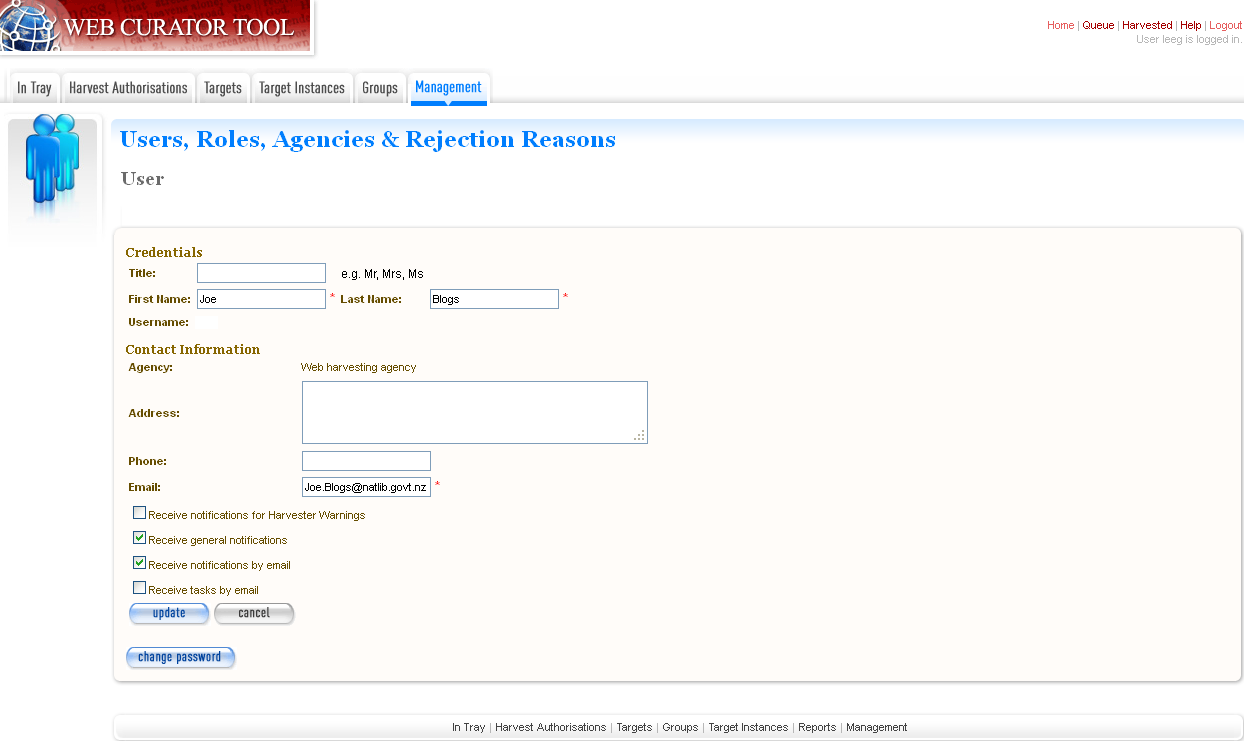 WEB CURATOR TOOL
Home | Queue | Harvested | Help | Logout
User leeg is logged in.
In Tray
Harvest Authorisations
Targets
Target Instances
Groups
Management
Users, Roles, Agencies & Rejection Reasons
User
Credentials
Title: e.g. Mr, Mrs, Ms
First Name: Joe * Last Name: Blogs *
Username:
Contact Information
Agency: Web harvesting agency
Address:
Phone:
Email: Joe.Blogs@natlib.govt.nz *
Receive notifications for Harvester Warnings
Receive general notifications
Receive notifications by email
Receive tasks by email
update cancel
change password
In Tray | Harvest Authorisations | Targets | Groups | Target Instances | Reports | Management